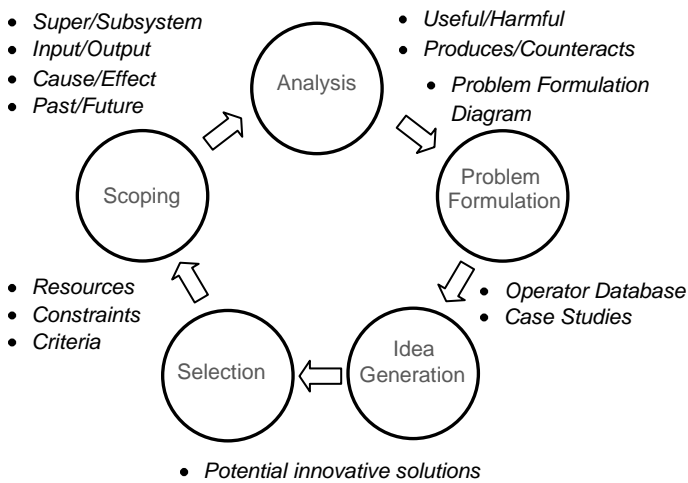 • Super/Subsystem
• Input/Output
• Cause/Effect
• Past/Future
• Useful/Harmful
• Produces/Counteracts
• Problem Formulation
Diagram
Analysis
Scoping
Problem
Formulation
• Resources
• Constraints
• Criteria
• Operator Database
• Case Studies
Selection
Idea
Generation
• Potential innovative solutions